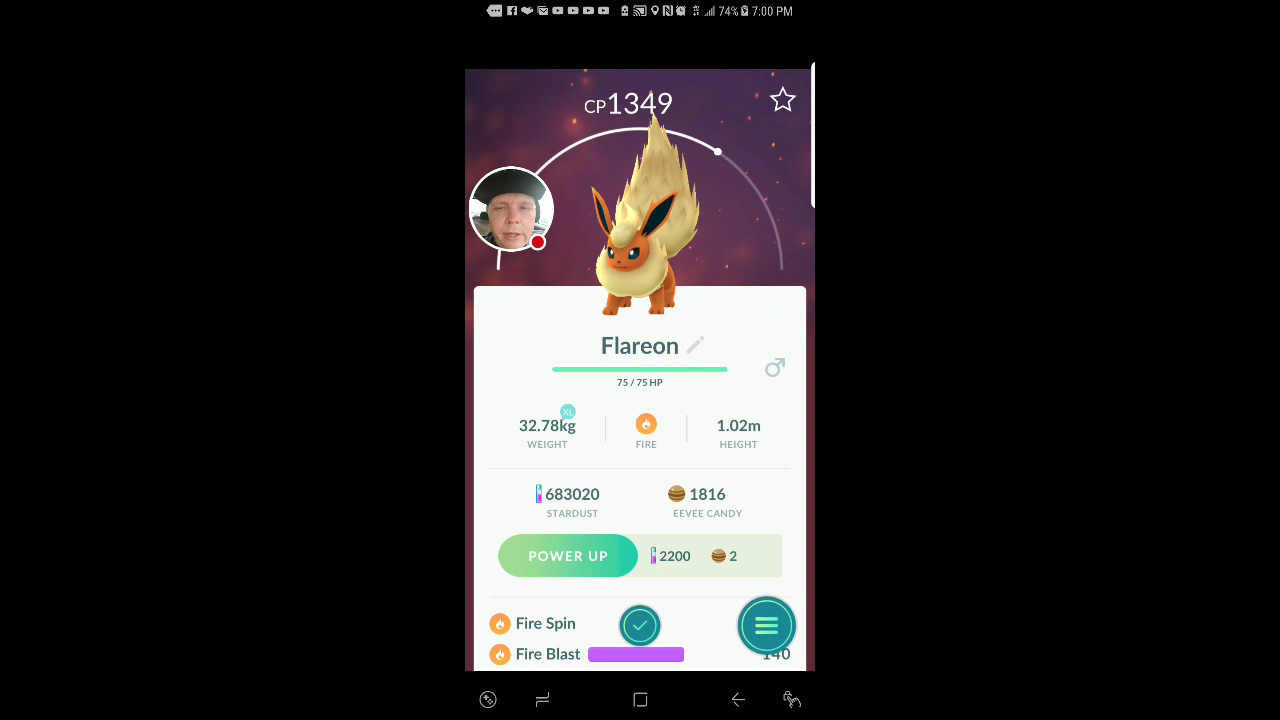 74% 7:00 PM
CP1349
Flareon
75 / 75 HP
XL
32.78kg 1.02m
WEIGHT FIRE HEIGHT
683020 1816
STARDUST EEVEE CANDY
POWER UP 2200 2
Fire Spin
Fire Blast 140